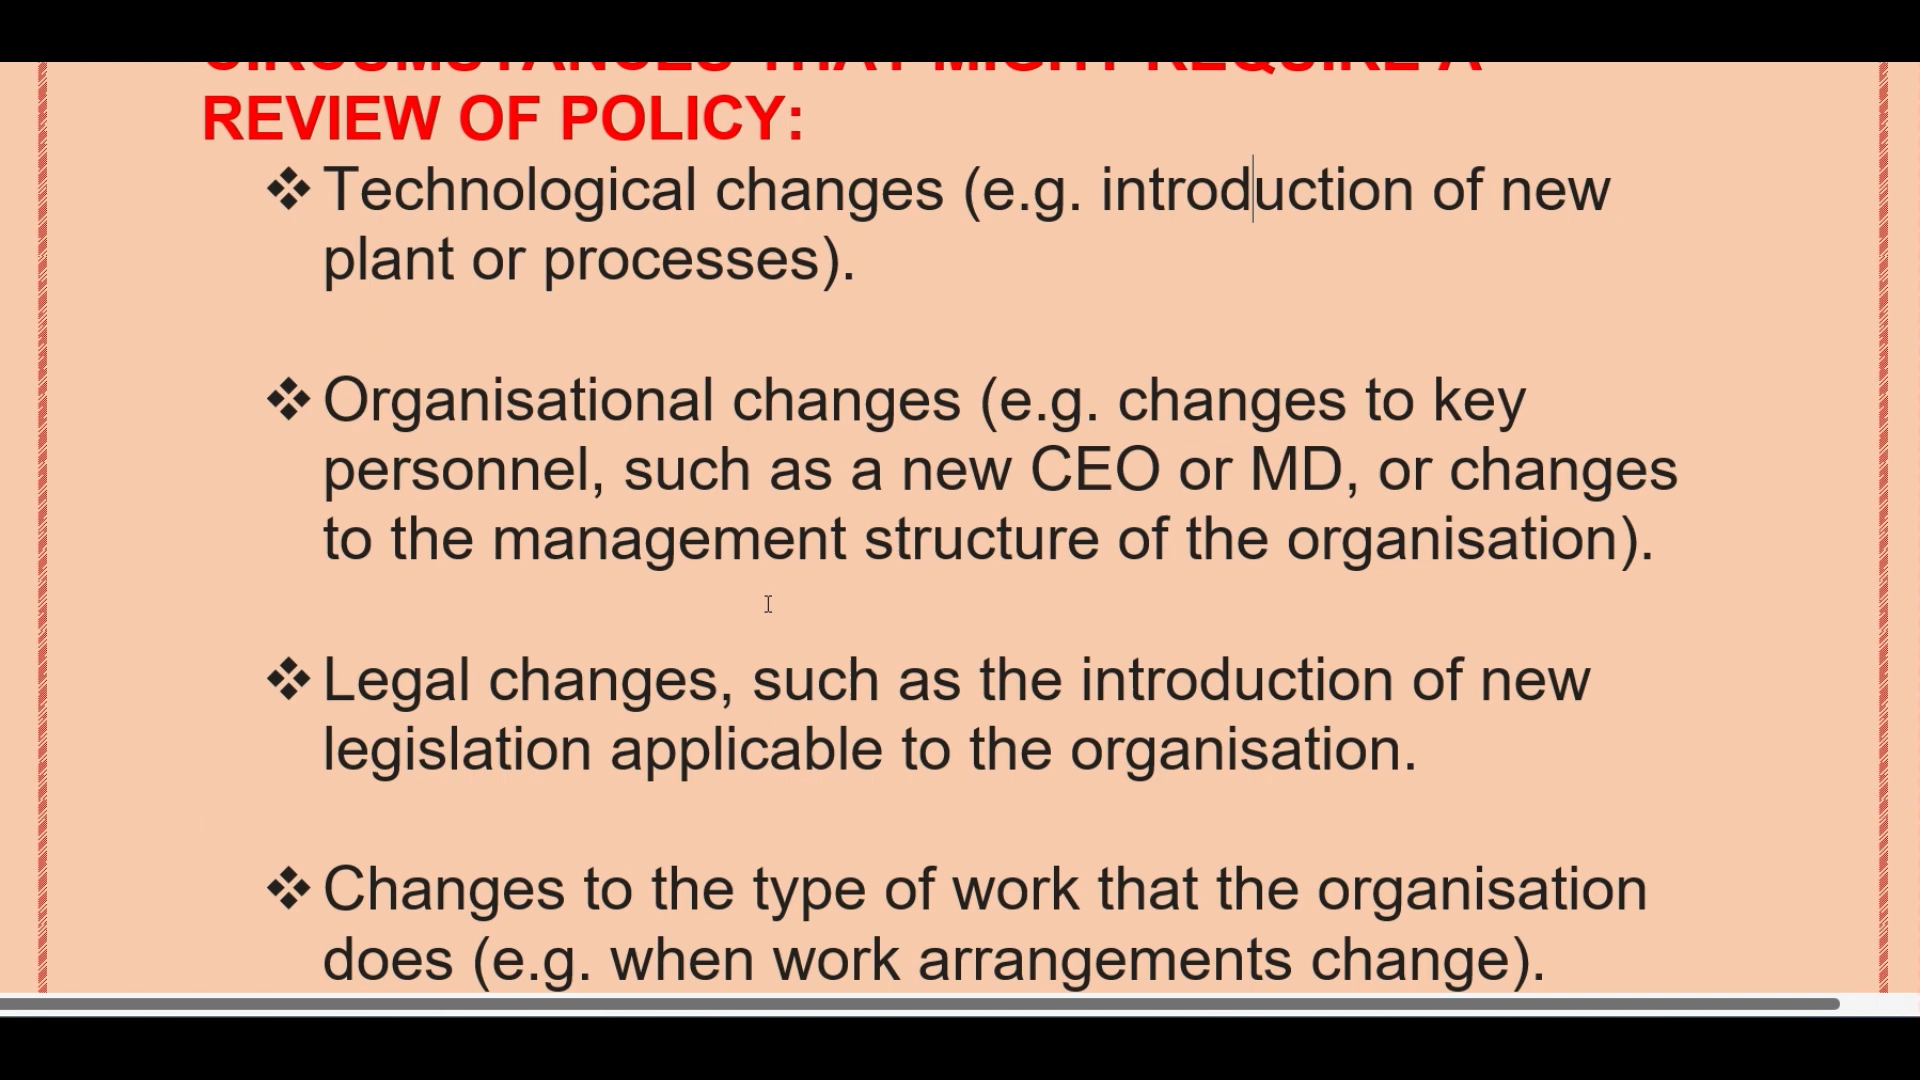 CIRCUMSTANCES THAT MIGHT REQUIRE A
REVIEW OF POLICY:
❖ Technological changes (e.g. introduction of new
plant or processes).
❖ Organisational changes (e.g. changes to key
personnel, such as a new CEO or MD, or changes
to the management structure of the organisation).
❖ Legal changes, such as the introduction of new
legislation applicable to the organisation.
❖ Changes to the type of work that the organisation
does (e.g. when work arrangements change).